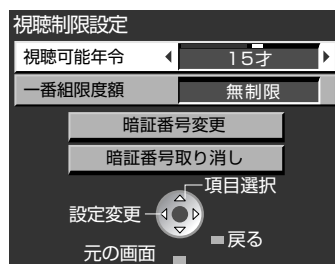 視聴制限設定
視聴可能年令 15才
一番組限度額 無制限
暗証番号変更
暗証番号取り消し
項目選択
設定変更
戻る
元の画面